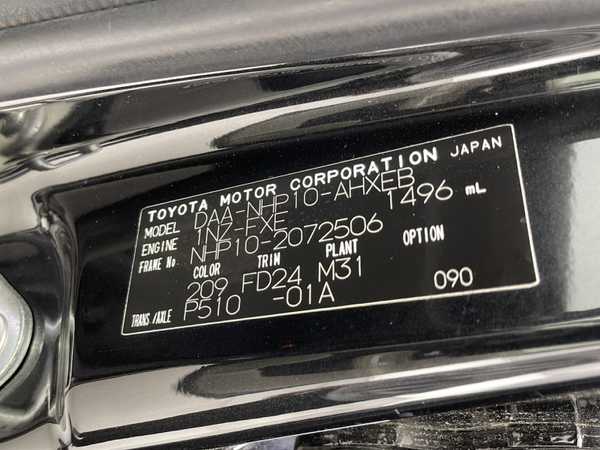 TOYOTA MOTOR CORPORATION JAPAN
MODEL DAA-NHP10-AHXEB
ENGINE 1NZ-FXE 1496 mL
FRAME No NHP10-2072506
COLOR TRIM PLANT OPTION
209 FD24 M31
TRANS/AXLE P510 -01A 090